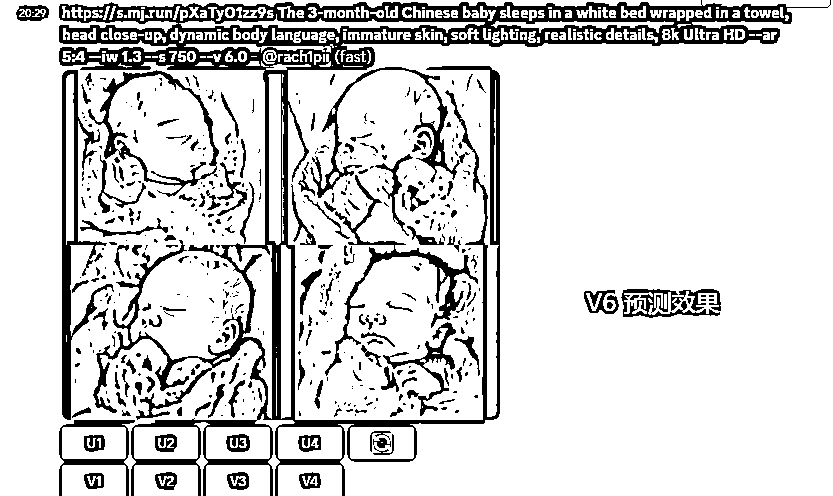 20:29 https://s.mj.run/pXaTyO1zz9s The 3-month-old Chinese baby sleeps in a white bed wrapped in a towel,
head close-up, dynamic body language, immature skin, soft lighting, realistic details, 8k Ultra HD --ar
5:4 --iw 1.3 --s 750 --v 6.0 - @rach1pii (fast)
V6 预测效果
U1 U2 U3 U4
V1 V2 V3 V4